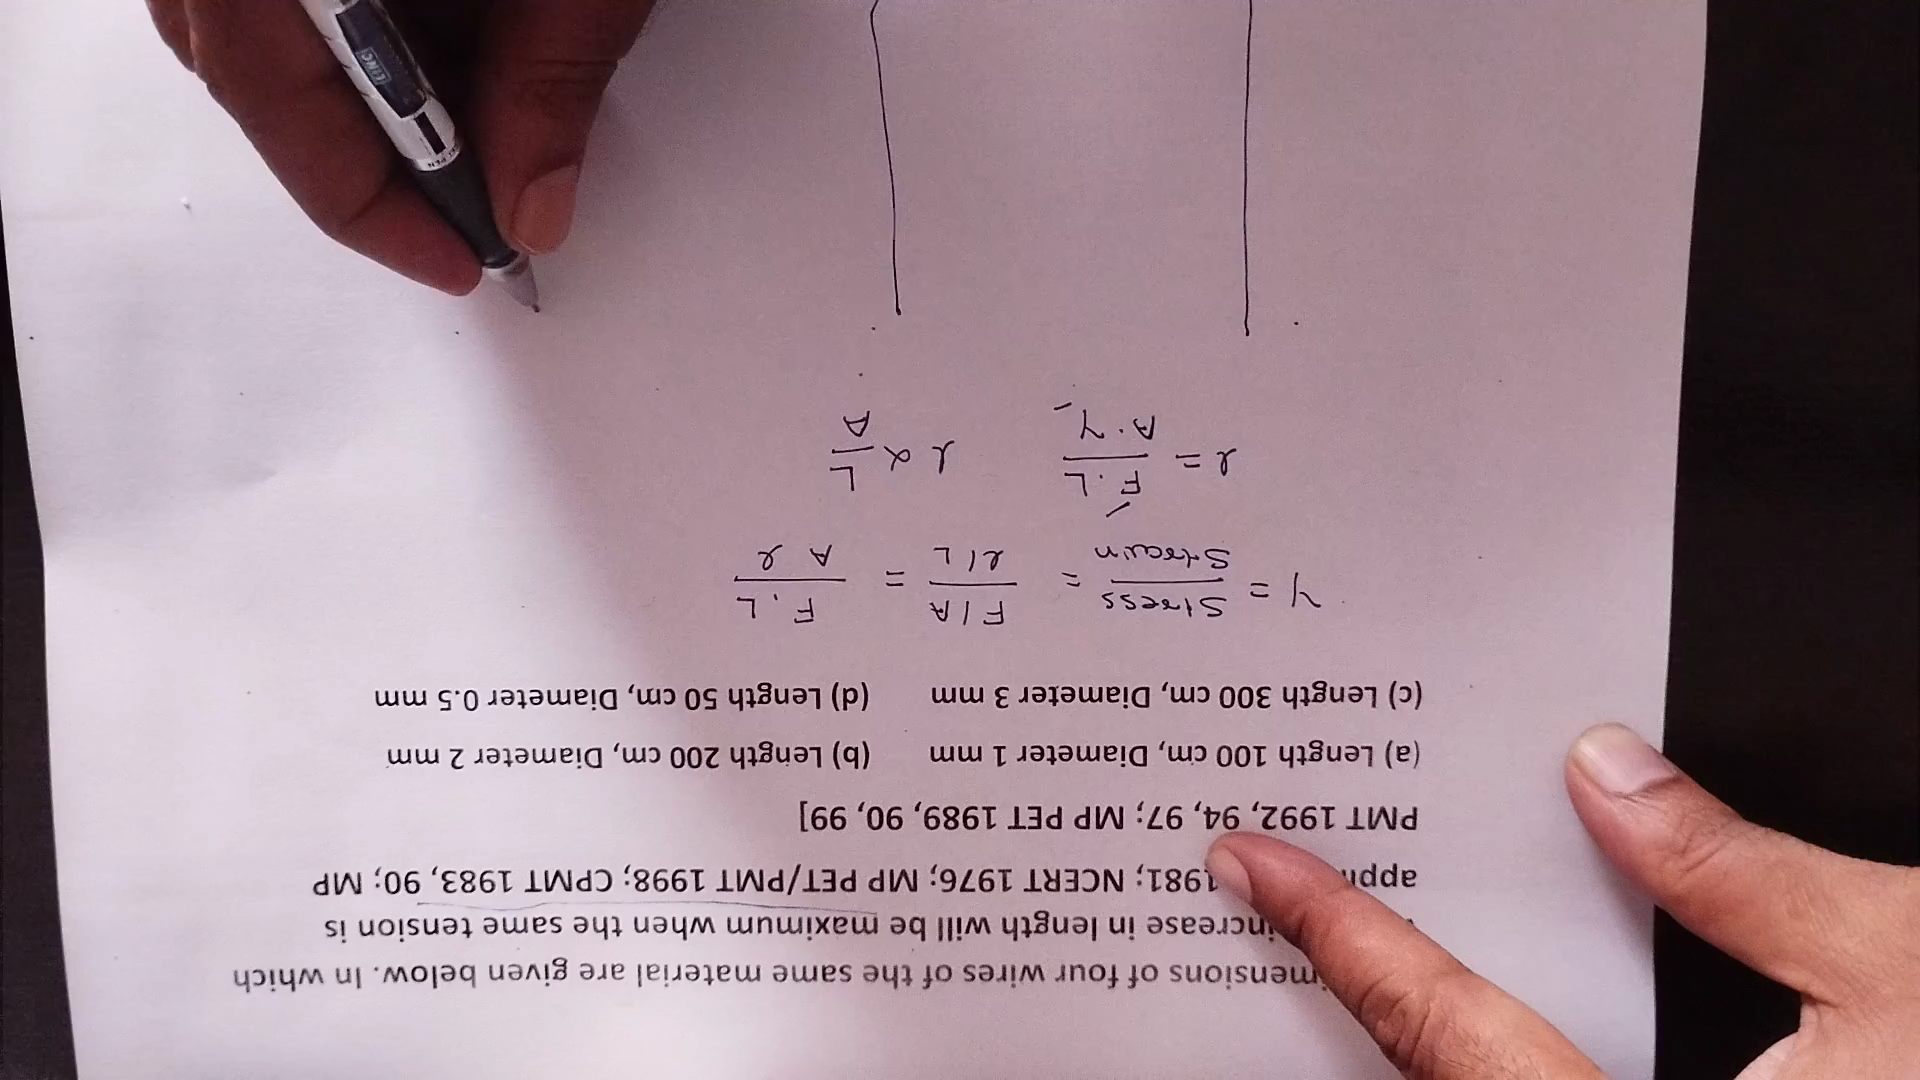 mensions of four wires of the same material are given below. In which
increase in length will be maximum when the same tension is
appli 1981; NCERT 1976; MP PET/PMT 1998; CPMT 1983, 90; MP
PMT 1992, 94, 97; MP PET 1989, 90, 99]
(a) Length 100 cm, Diameter 1 mm (b) Length 200 cm, Diameter 2 mm
(c) Length 300 cm, Diameter 3 mm (d) Length 50 cm, Diameter 0.5 mm
Y = Stress / Strain = F/A / l/L = F.L / A l
l = F.L / A.Y l ∝ L / A
LINC